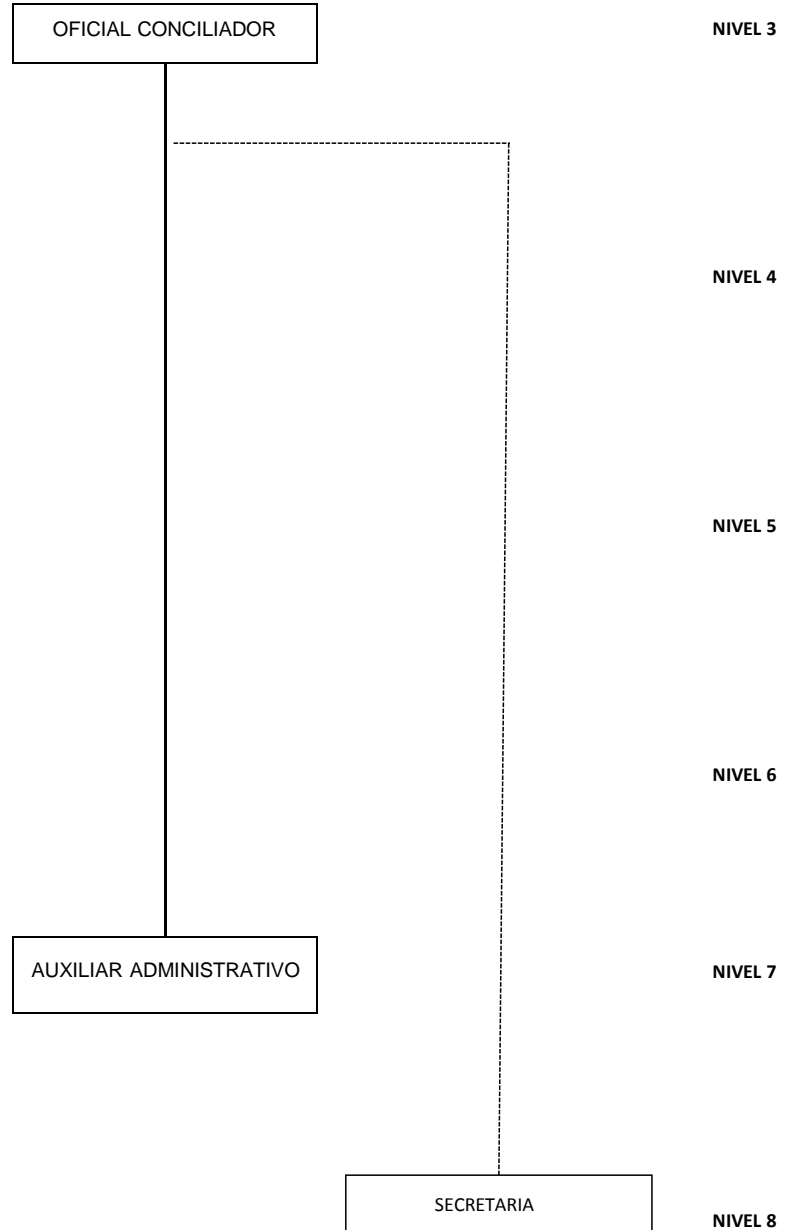 OFICIAL CONCILIADOR
NIVEL 3
NIVEL 4
NIVEL 5
NIVEL 6
AUXILIAR ADMINISTRATIVO
NIVEL 7
SECRETARIA
NIVEL 8